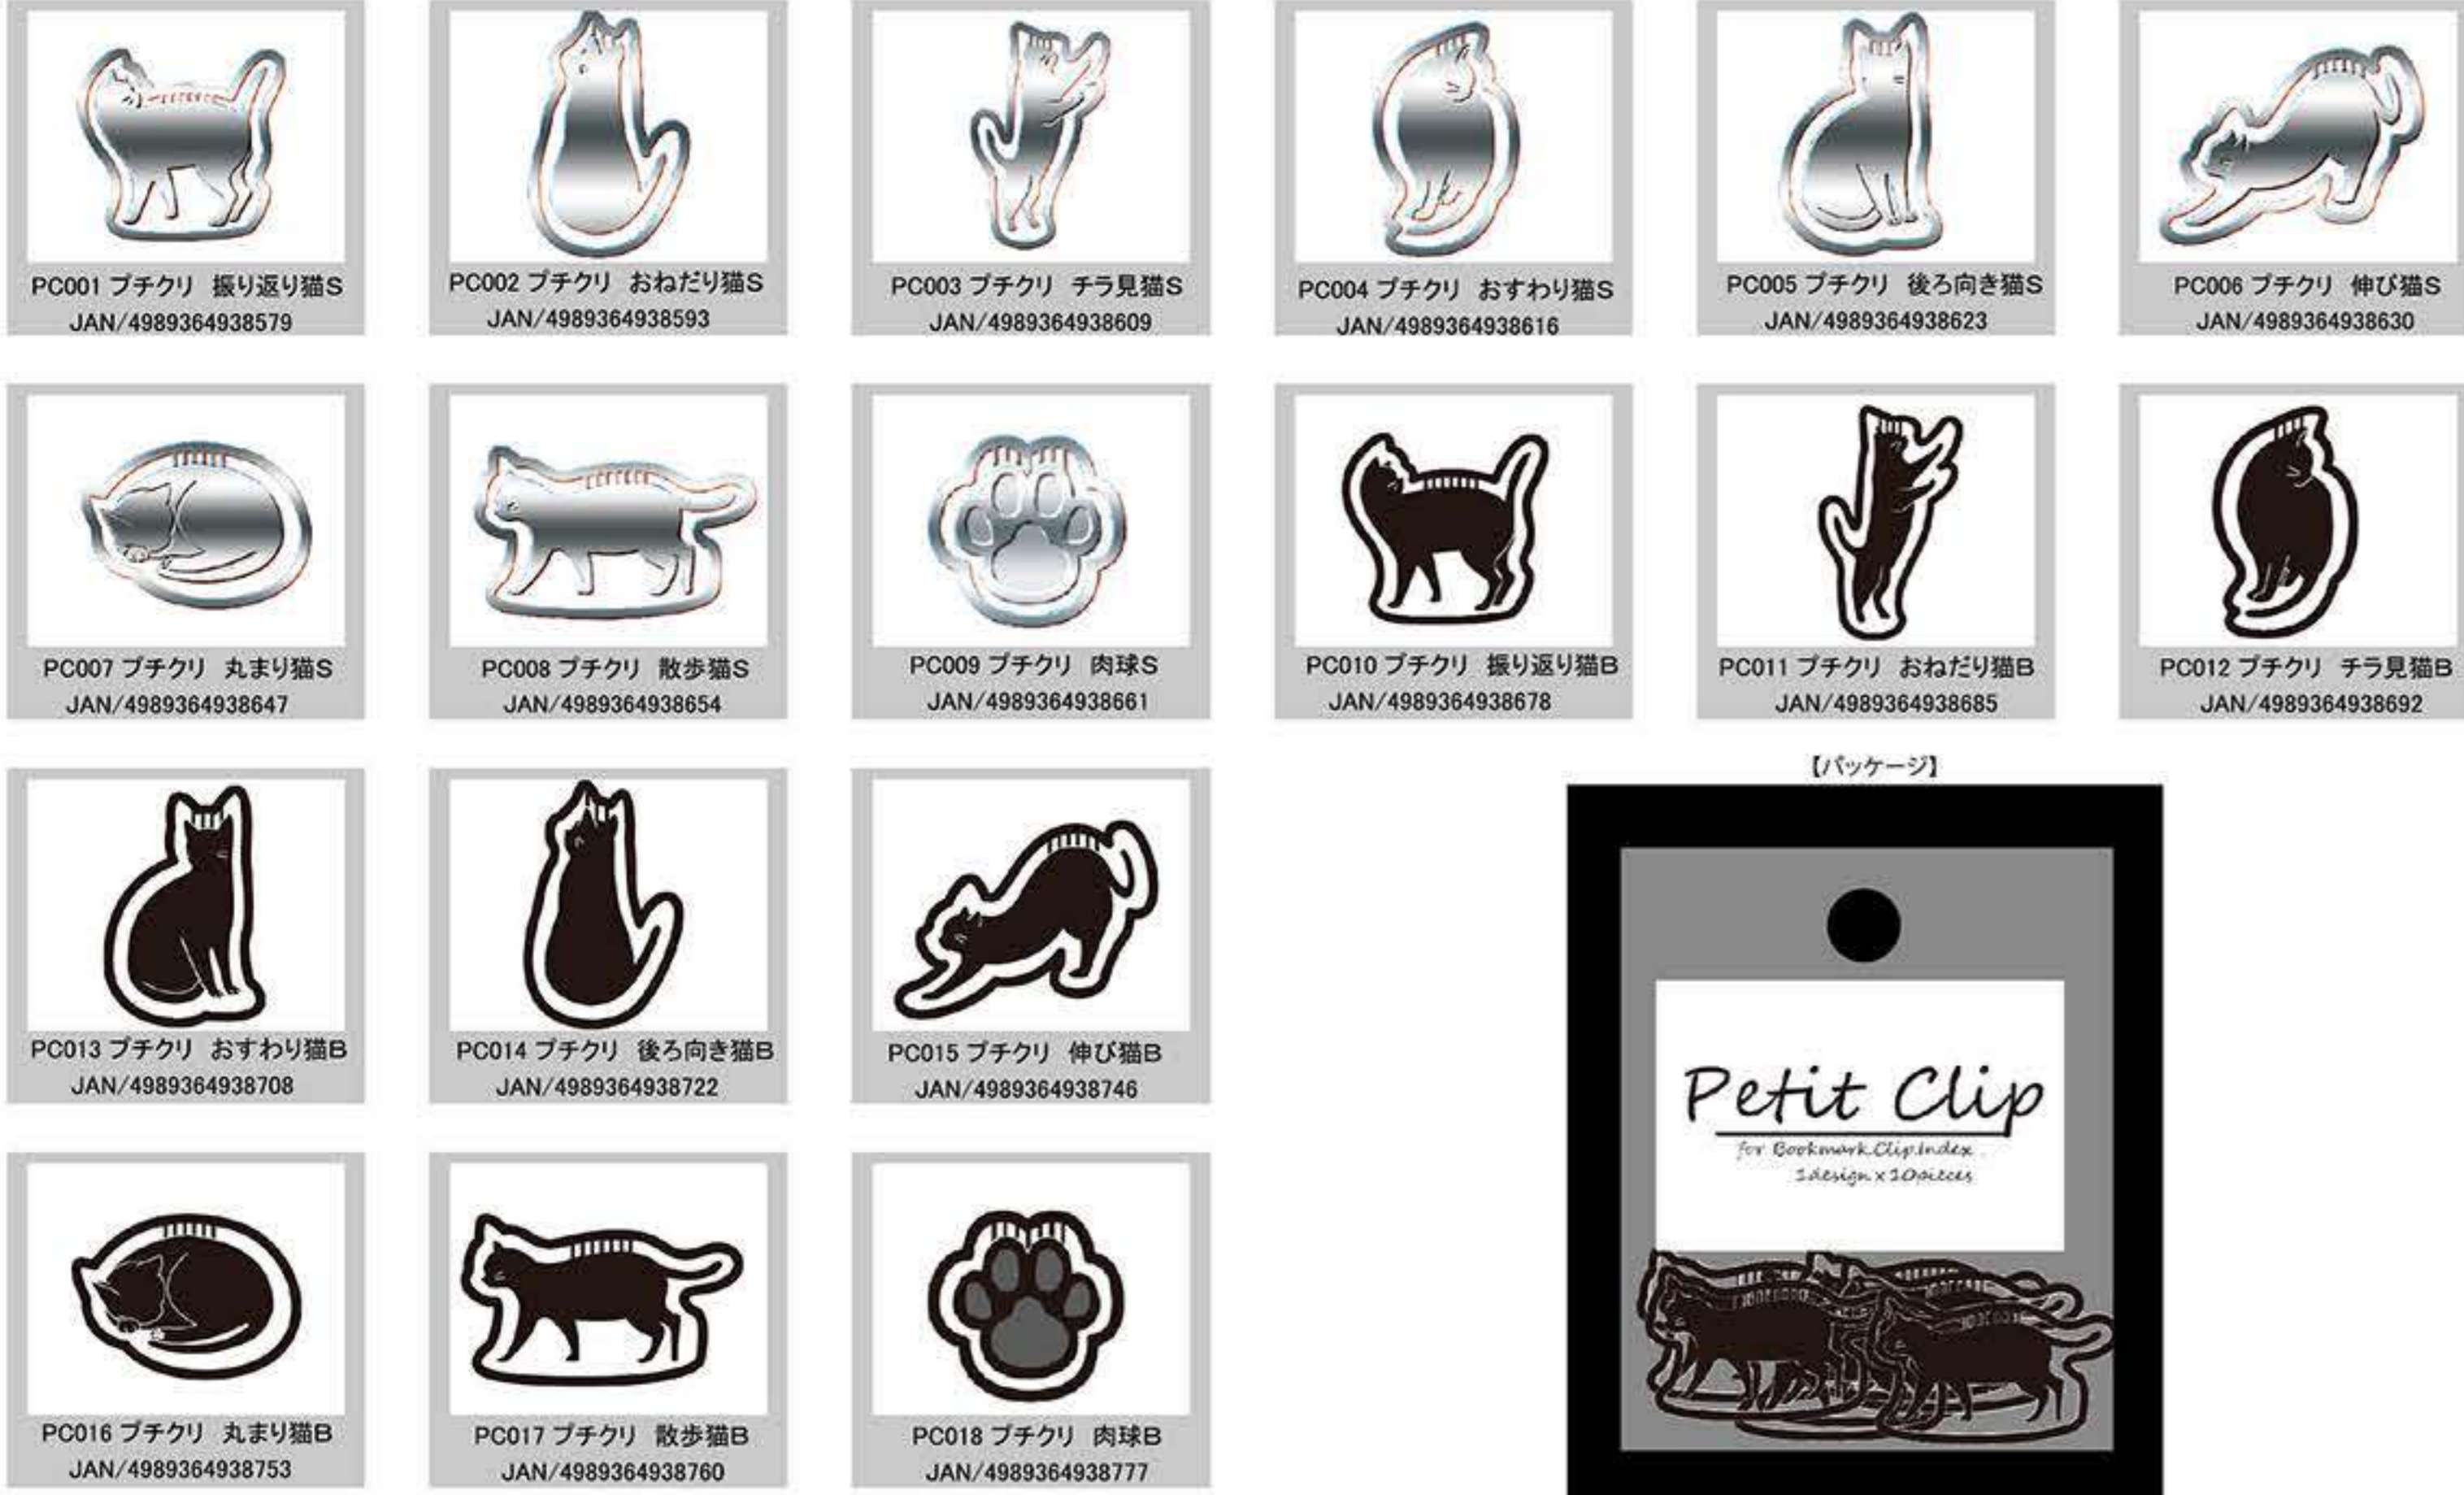 PC001 プチクリ 振り返り猫S
JAN/4989364938579
PC002 プチクリ おねだり猫S
JAN/4989364938593
PC003 プチクリ チラ見猫S
JAN/4989364938609
PC004 プチクリ おすわり猫S
JAN/4989364938616
PC005 プチクリ 後ろ向き猫S
JAN/4989364938623
PC006 プチクリ 伸び猫S
JAN/4989364938630
PC007 プチクリ 丸まり猫S
JAN/4989364938647
PC008 プチクリ 散歩猫S
JAN/4989364938654
PC009 プチクリ 肉球S
JAN/4989364938661
PC010 プチクリ 振り返り猫B
JAN/4989364938678
PC011 プチクリ おねだり猫B
JAN/4989364938685
PC012 プチクリ チラ見猫B
JAN/4989364938692
PC013 プチクリ おすわり猫B
JAN/4989364938708
PC014 プチクリ 後ろ向き猫B
JAN/4989364938722
PC015 プチクリ 伸び猫B
JAN/4989364938746
【パッケージ】
Petit Clip
for Bookmark.Clip.Index
1design x 10pieces
PC016 プチクリ 丸まり猫B
JAN/4989364938753
PC017 プチクリ 散歩猫B
JAN/4989364938760
PC018 プチクリ 肉球B
JAN/4989364938777